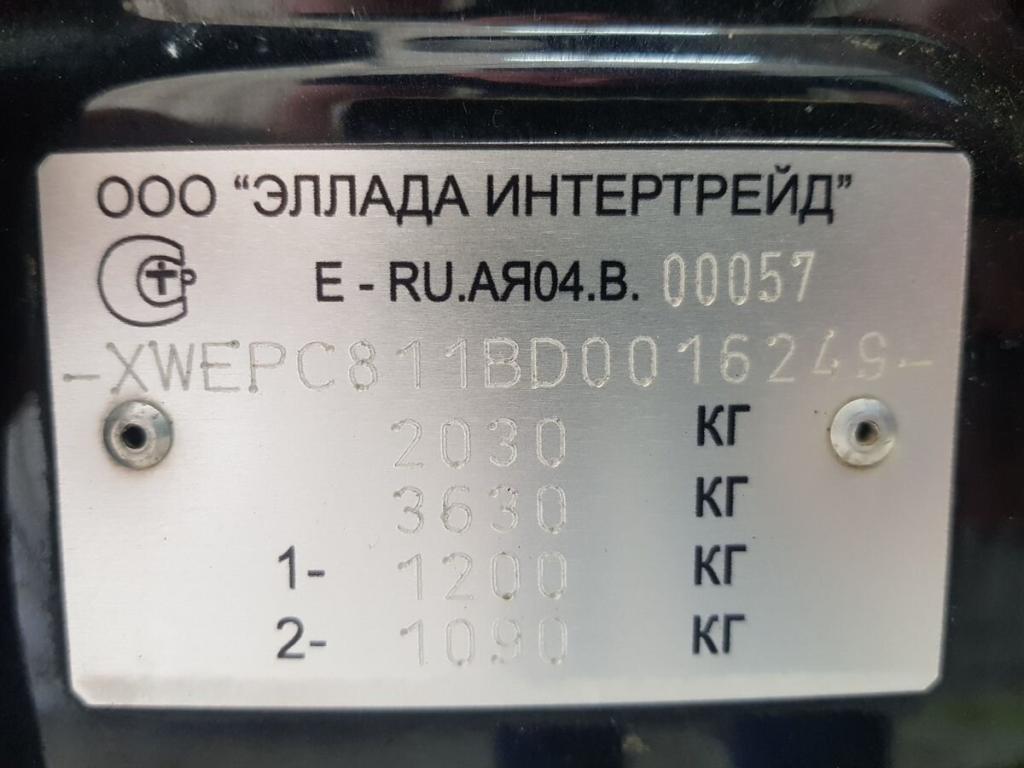 ООО “ЭЛЛАДА ИНТЕРТРЕЙД”
E - RU.АЯ04.B. 00057
-XWEPC811BD0016249-
2030 КГ
3630 КГ
1- 1200 КГ
2- 1090 КГ